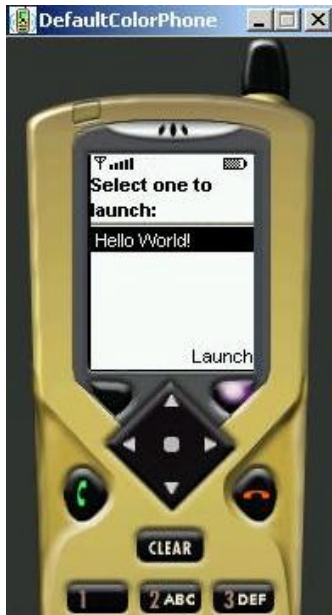 DefaultColorPhone
Select one to
launch:
Hello World!
Launch
CLEAR
1
2 ABC
3 DEF